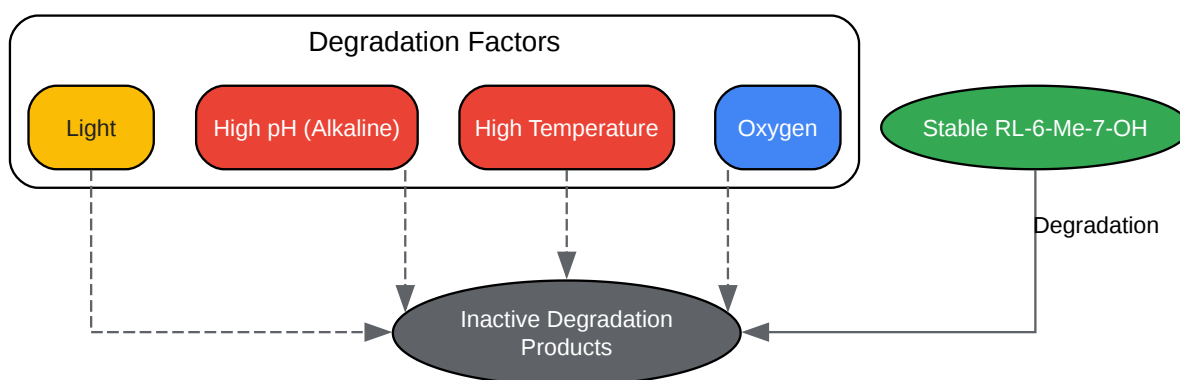 Degradation Factors
Light
High pH (Alkaline)
High Temperature
Oxygen
Stable RL-6-Me-7-OH
Degradation
Inactive Degradation
Products